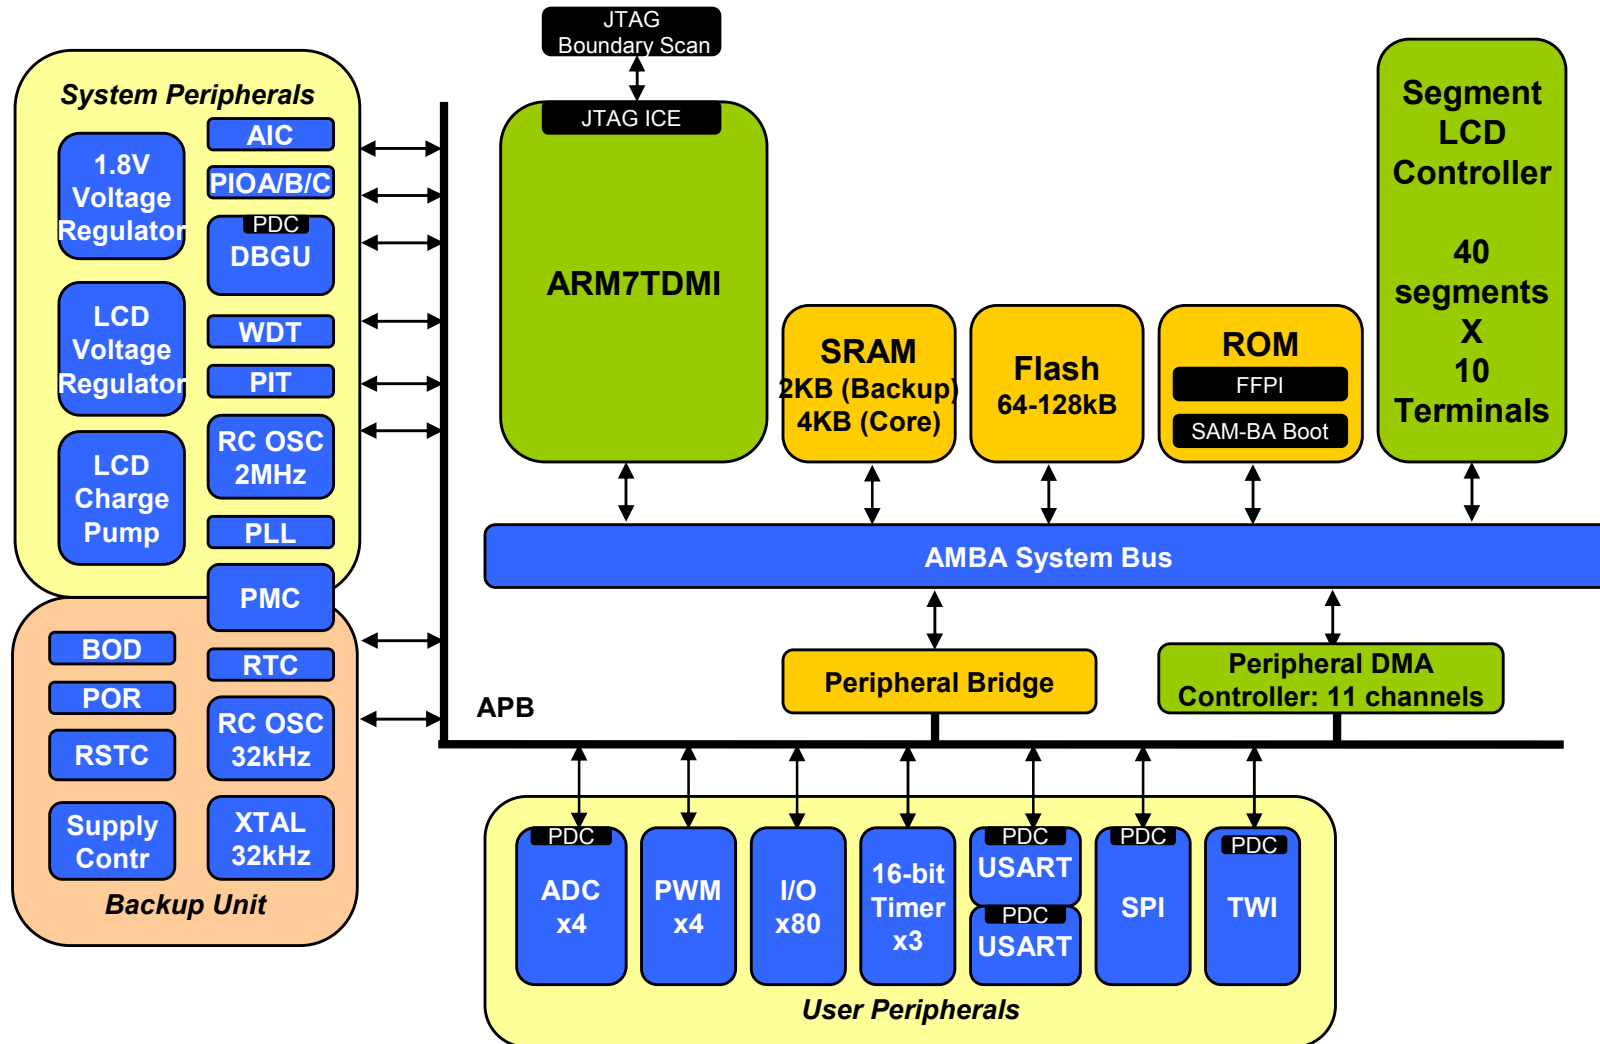 JTAG
Boundary Scan
System Peripherals
1.8V
Voltage
Regulator
LCD
Voltage
Regulator
LCD
Charge
Pump
AIC
PIOA/B/C
PDC
DBGU
WDT
PIT
RC OSC
2MHz
PLL
PMC
BOD
POR
RSTC
Supply
Contr
RTC
RC OSC
32kHz
XTAL
32kHz
Backup Unit
JTAG ICE
ARM7TDMI
SRAM
2KB (Backup)
4KB (Core)
Flash
64-128kB
ROM
FFPI
SAM-BA Boot
Segment
LCD
Controller
40
segments
X
10
Terminals
AMBA System Bus
Peripheral Bridge
Peripheral DMA
Controller: 11 channels
APB
PDC
ADC
x4
PWM
x4
I/O
x80
16-bit
Timer
x3
PDC
USART
PDC
USART
PDC
SPI
PDC
TWI
User Peripherals